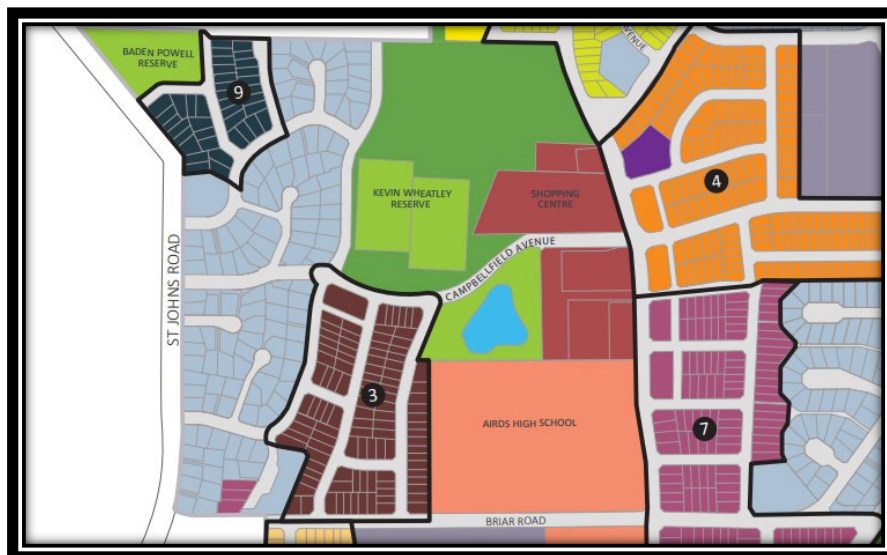 BADEN POWELL
RESERVE
9
AVENUE
4
KEVIN WHEATLEY
RESERVE
SHOPPING
CENTRE
CAMPBELLFIELD AVENUE
ST JOHNS ROAD
3
AIRDS HIGH SCHOOL
7
BRIAR ROAD